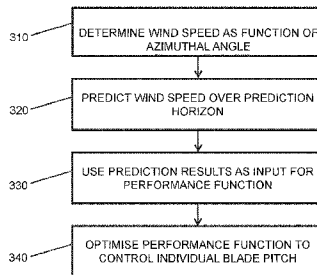 310
DETERMINE WIND SPEED AS FUNCTION OF
AZIMUTHAL ANGLE
320
PREDICT WIND SPEED OVER PREDICTION
HORIZON
330
USE PREDICTION RESULTS AS INPUT FOR
PERFORMANCE FUNCTION
340
OPTIMISE PERFORMANCE FUNCTION TO
CONTROL INDIVIDUAL BLADE PITCH